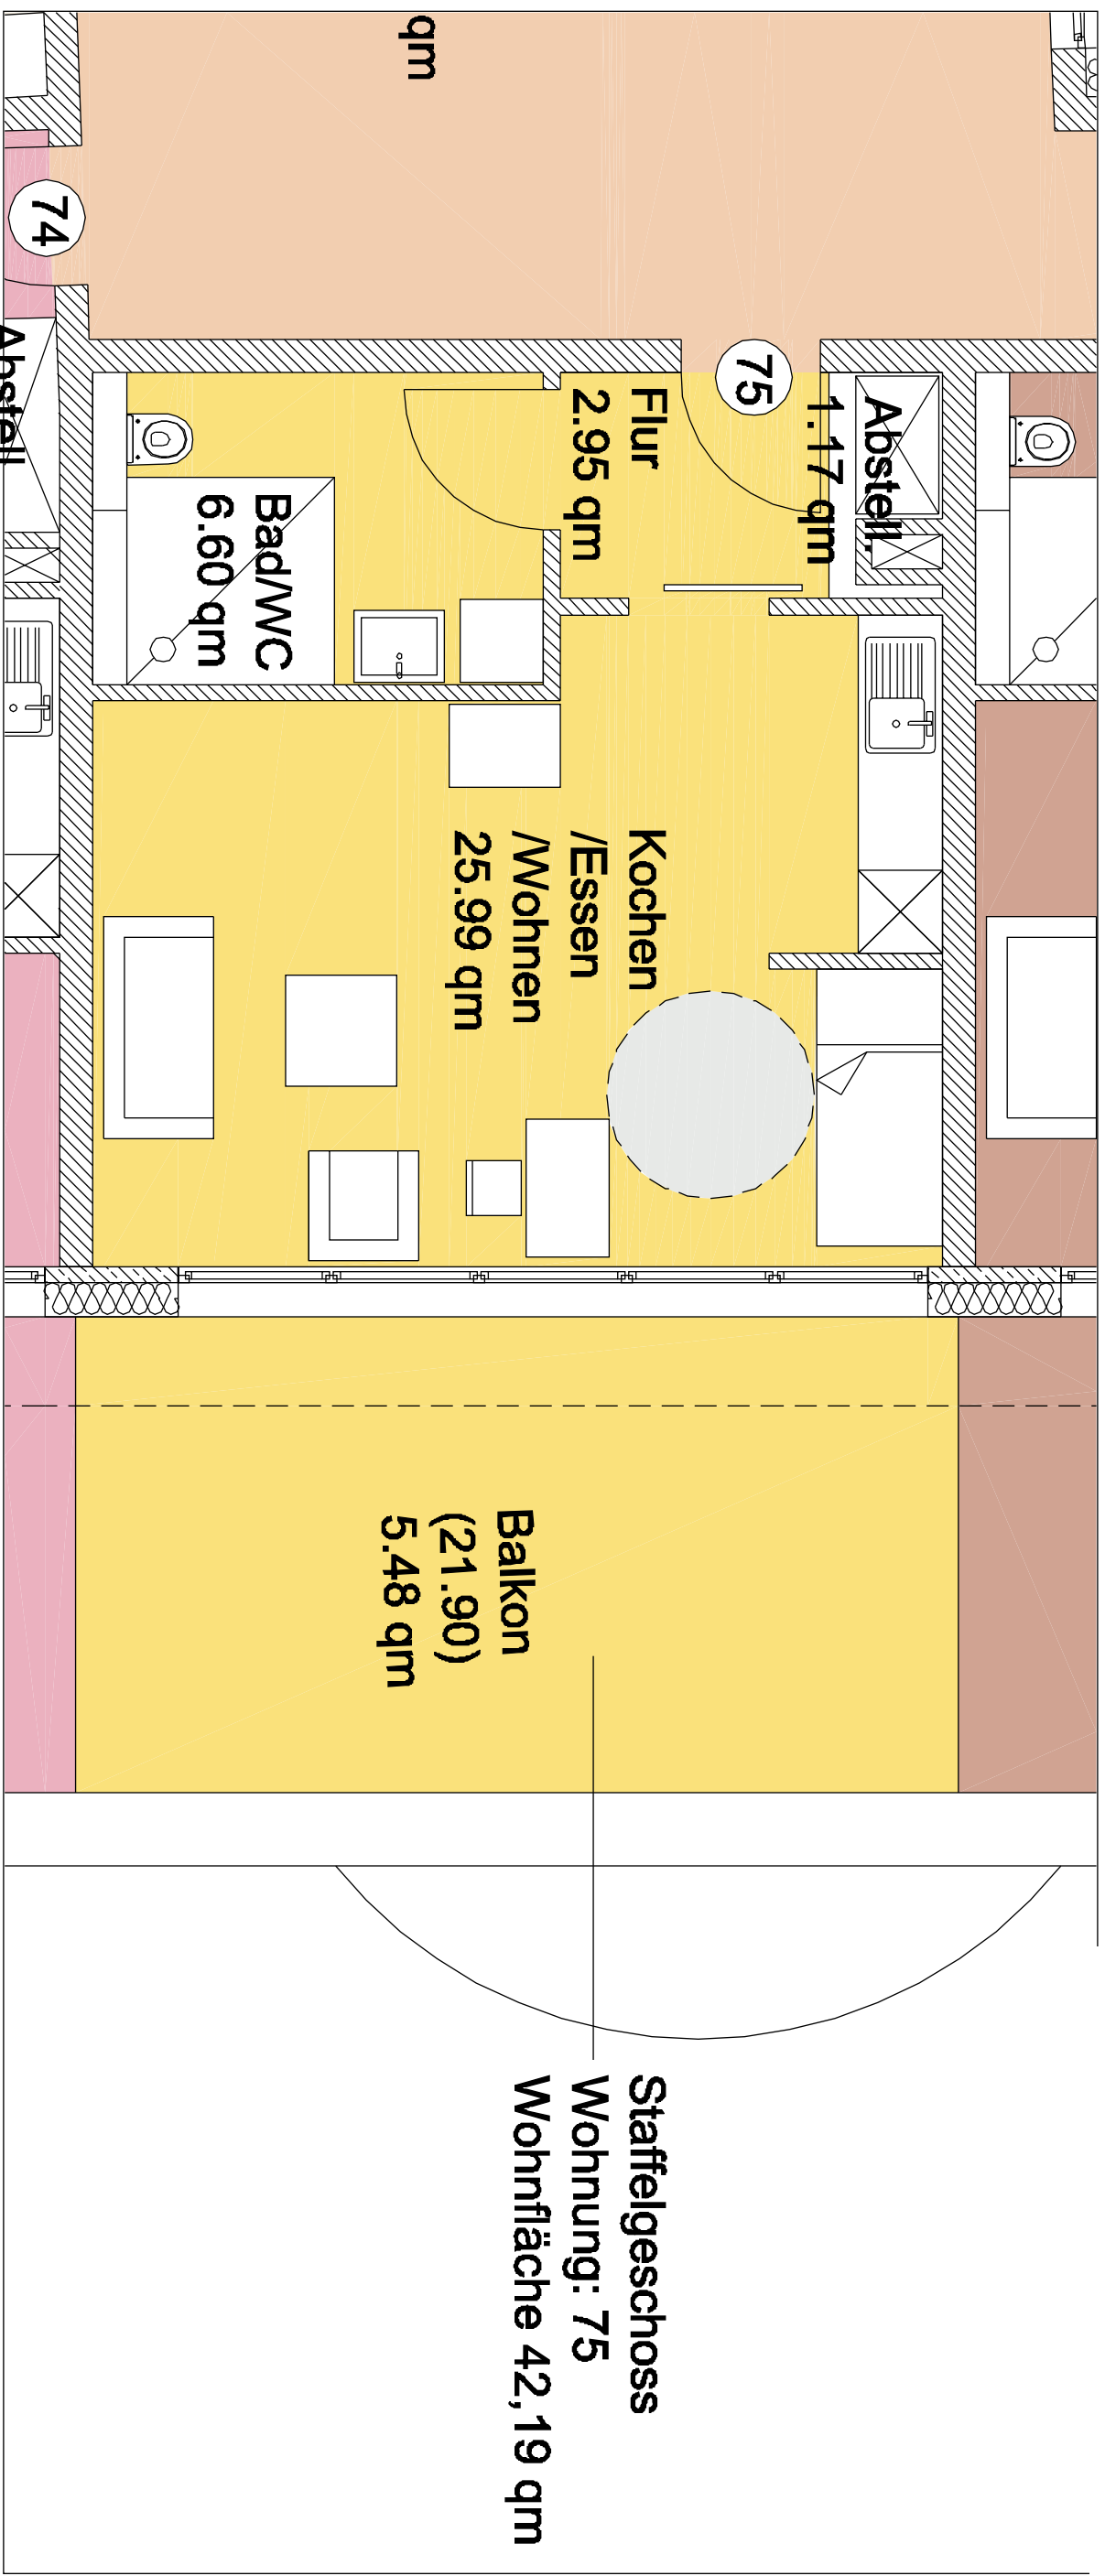 qm
74
Abstell.
75
Abstell.
1.17 qm
Flur
2.95 qm
Bad/WC
6.60 qm
Kochen
/Essen
/Wohnen
25.99 qm
Balkon
(21.90)
5.48 qm
Staffelgeschoss
Wohnung: 75
Wohnfläche 42,19 qm